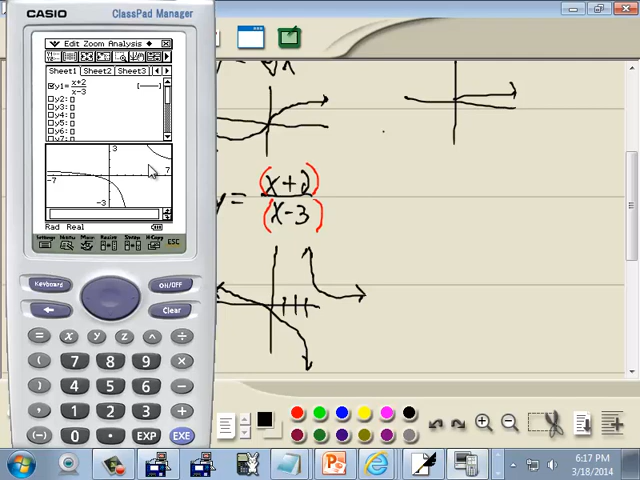 CASIO ClassPad Manager
Edit Zoom Analysis
Sheet1 Sheet2 Sheet3
y1= x+2
x-3
y2:
y3:
y4:
y5:
y6:
y7:
3
-7 7
-3
Rad Real
ESC
Keyboard ON/OFF
Clear
= x y z ^ ÷
( 7 8 9 ×
) 4 5 6 −
, 1 2 3 +
(−) 0 . EXP EXE
y = (x+2)
(x-3)
6:17 PM
3/18/2014